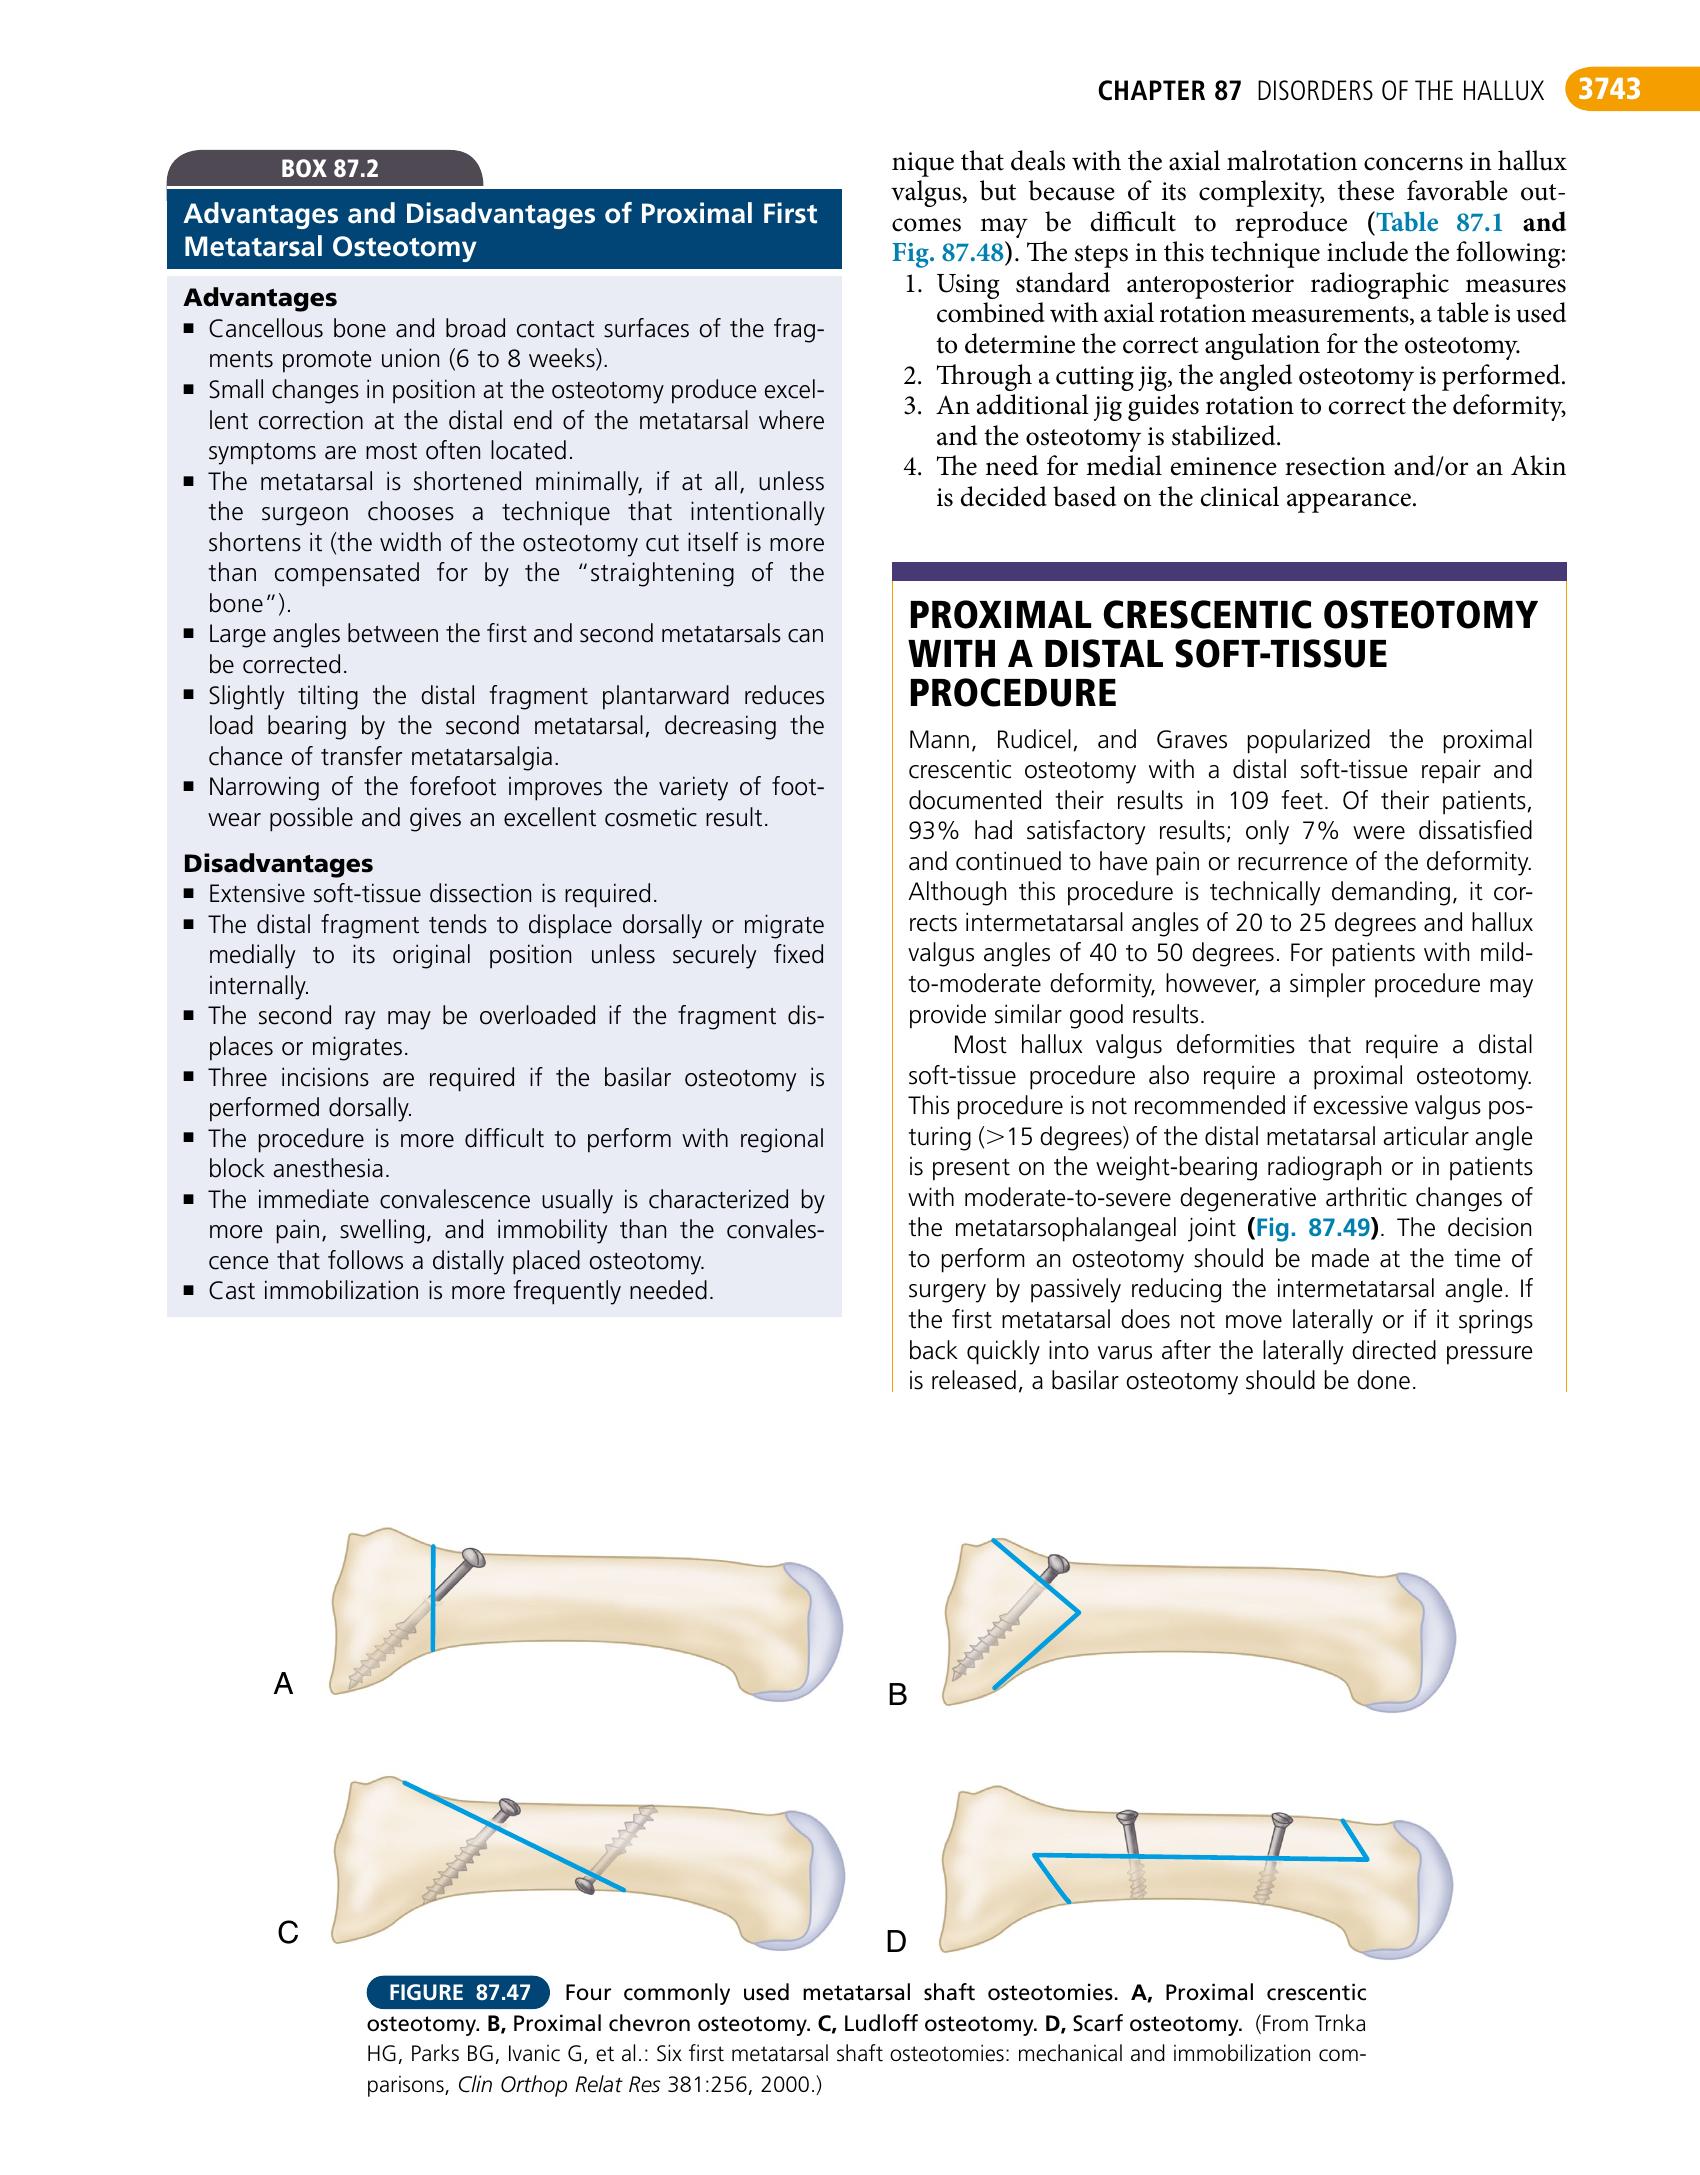 CHAPTER 87 DISORDERS OF THE HALLUX 3743
BOX 87.2
Advantages and Disadvantages of Proximal First
Metatarsal Osteotomy
Advantages
■ Cancellous bone and broad contact surfaces of the frag-
ments promote union (6 to 8 weeks).
■ Small changes in position at the osteotomy produce excel-
lent correction at the distal end of the metatarsal where
symptoms are most often located.
■ The metatarsal is shortened minimally, if at all, unless
the surgeon chooses a technique that intentionally
shortens it (the width of the osteotomy cut itself is more
than compensated for by the “straightening of the
bone”).
■ Large angles between the first and second metatarsals can
be corrected.
■ Slightly tilting the distal fragment plantarward reduces
load bearing by the second metatarsal, decreasing the
chance of transfer metatarsalgia.
■ Narrowing of the forefoot improves the variety of foot-
wear possible and gives an excellent cosmetic result.
Disadvantages
■ Extensive soft-tissue dissection is required.
■ The distal fragment tends to displace dorsally or migrate
medially to its original position unless securely fixed
internally.
■ The second ray may be overloaded if the fragment dis-
places or migrates.
■ Three incisions are required if the basilar osteotomy is
performed dorsally.
■ The procedure is more difficult to perform with regional
block anesthesia.
■ The immediate convalescence usually is characterized by
more pain, swelling, and immobility than the convales-
cence that follows a distally placed osteotomy.
■ Cast immobilization is more frequently needed.
nique that deals with the axial malrotation concerns in hallux
valgus, but because of its complexity, these favorable out-
comes may be difficult to reproduce (Table 87.1 and
Fig. 87.48). The steps in this technique include the following:
1. Using standard anteroposterior radiographic measures
combined with axial rotation measurements, a table is used
to determine the correct angulation for the osteotomy.
2. Through a cutting jig, the angled osteotomy is performed.
3. An additional jig guides rotation to correct the deformity,
and the osteotomy is stabilized.
4. The need for medial eminence resection and/or an Akin
is decided based on the clinical appearance.
PROXIMAL CRESCENTIC OSTEOTOMY
WITH A DISTAL SOFT-TISSUE
PROCEDURE
Mann, Rudicel, and Graves popularized the proximal
crescentic osteotomy with a distal soft-tissue repair and
documented their results in 109 feet. Of their patients,
93% had satisfactory results; only 7% were dissatisfied
and continued to have pain or recurrence of the deformity.
Although this procedure is technically demanding, it cor-
rects intermetatarsal angles of 20 to 25 degrees and hallux
valgus angles of 40 to 50 degrees. For patients with mild-
to-moderate deformity, however, a simpler procedure may
provide similar good results.
Most hallux valgus deformities that require a distal
soft-tissue procedure also require a proximal osteotomy.
This procedure is not recommended if excessive valgus pos-
turing (>15 degrees) of the distal metatarsal articular angle
is present on the weight-bearing radiograph or in patients
with moderate-to-severe degenerative arthritic changes of
the metatarsophalangeal joint (Fig. 87.49). The decision
to perform an osteotomy should be made at the time of
surgery by passively reducing the intermetatarsal angle. If
the first metatarsal does not move laterally or if it springs
back quickly into varus after the laterally directed pressure
is released, a basilar osteotomy should be done.
A
B
C
D
FIGURE 87.47 Four commonly used metatarsal shaft osteotomies. A, Proximal crescentic
osteotomy. B, Proximal chevron osteotomy. C, Ludloff osteotomy. D, Scarf osteotomy. (From Trnka
HG, Parks BG, Ivanic G, et al.: Six first metatarsal shaft osteotomies: mechanical and immobilization com-
parisons, Clin Orthop Relat Res 381:256, 2000.)